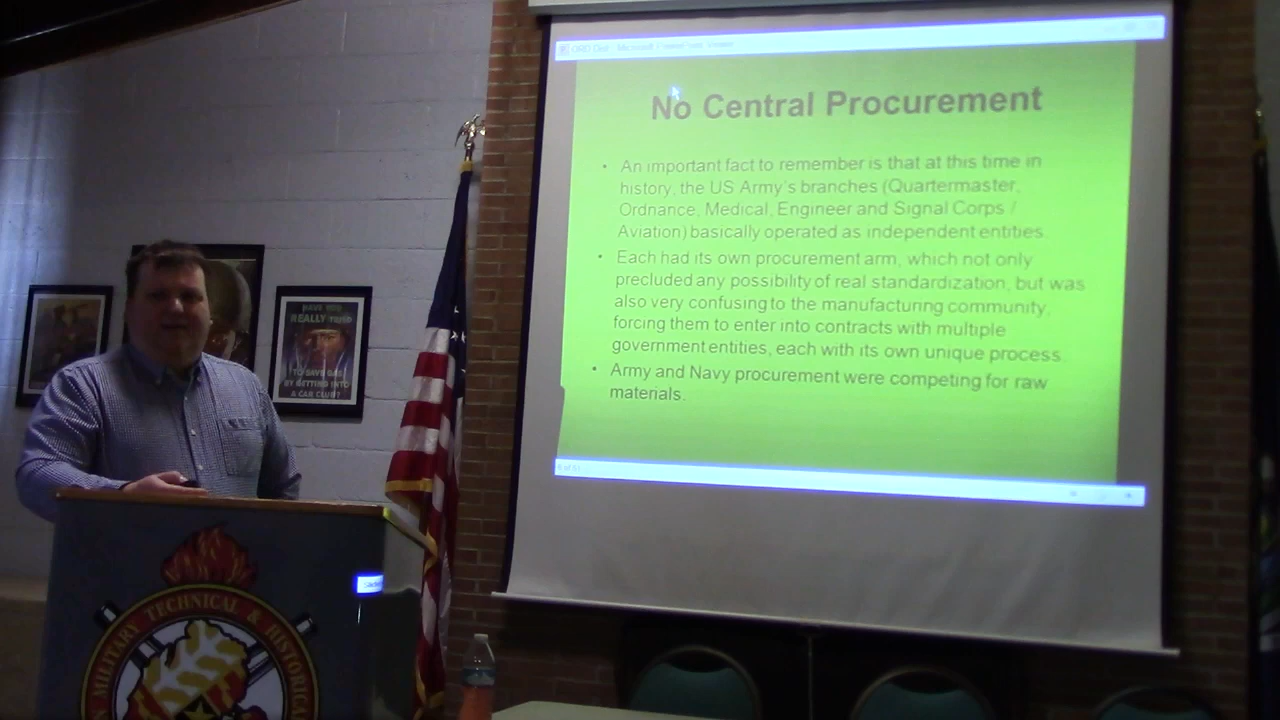 No Central Procurement
• An important fact to remember is that at this time in
history, the US Army's branches (Quartermaster,
Ordnance, Medical, Engineer and Signal Corps /
Aviation) basically operated as independent entities.
• Each had its own procurement arm, which not only
precluded any possibility of real standardization, but was
also very confusing to the manufacturing community,
forcing them to enter into contracts with multiple
government entities, each with its own unique process.
• Army and Navy procurement were competing for raw
materials.
HAVE YOU
REALLY TRIED
TO SAVE GAS
BY GETTING INTO
A CAR CLUB?
MILITARY TECHNICAL & HISTORICAL